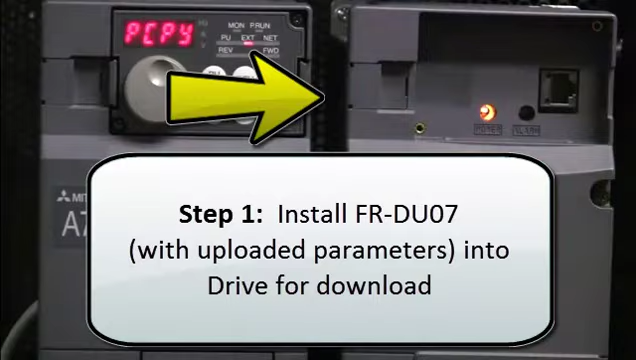 PCPY
MON P.RUN
PU EXT NET
REV FWD
POWER ALARM
A7
Step 1: Install FR-DU07
(with uploaded parameters) into
Drive for download